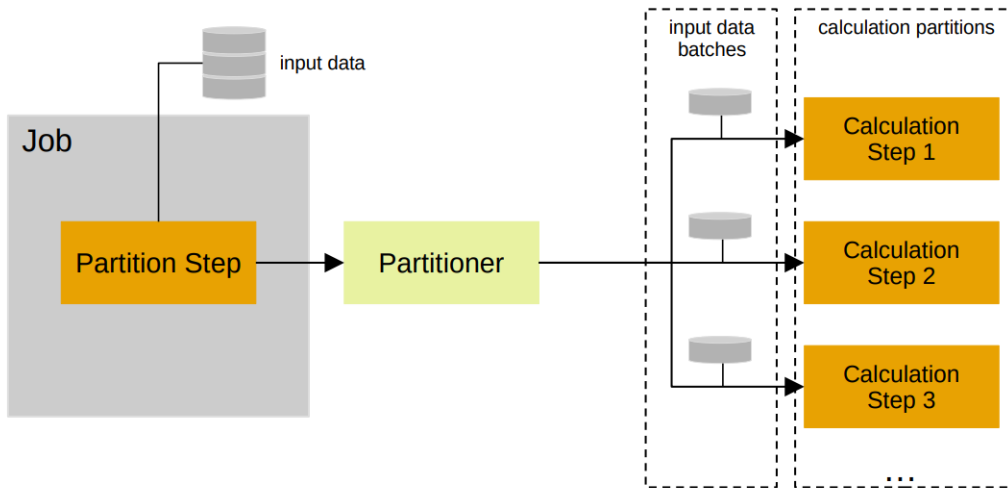 input data
input data
batches
calculation partitions
Job
Partition Step
Partitioner
Calculation
Step 1
Calculation
Step 2
Calculation
Step 3
...